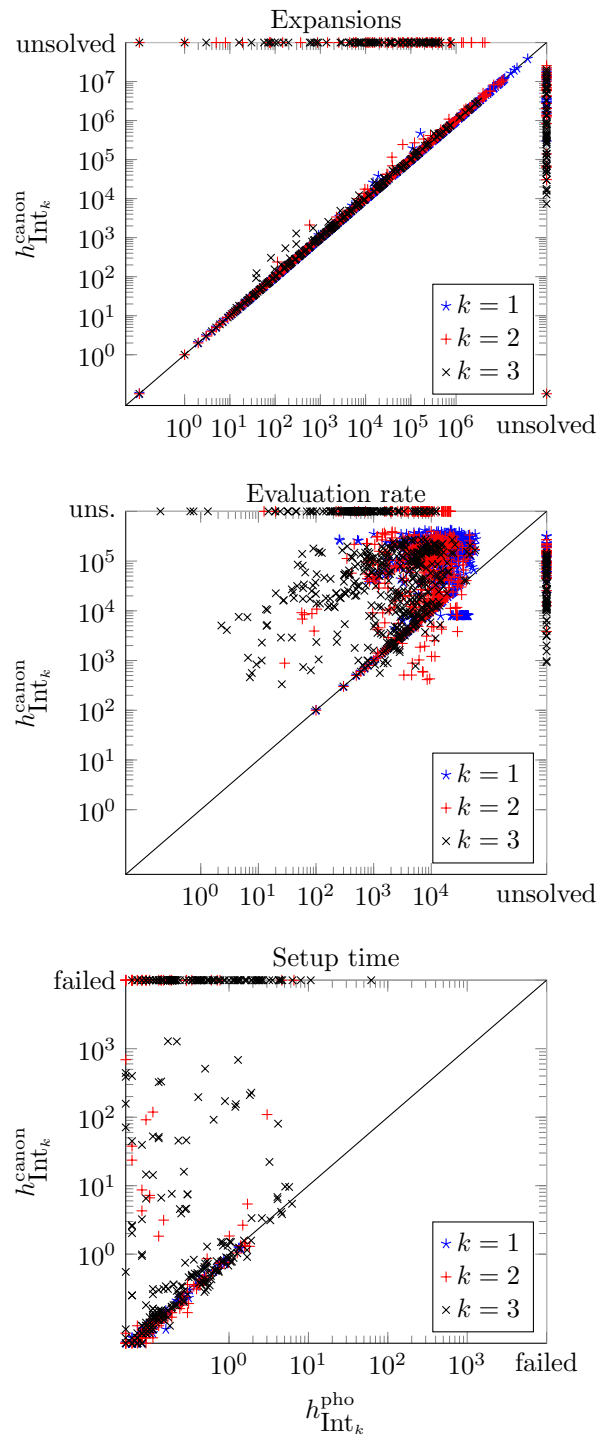 Expansions
unsolved
10^7
10^6
10^5
10^4
10^3
10^2
10^1
10^0
h^canon_Int_k
k = 1
k = 2
k = 3
10^0 10^1 10^2 10^3 10^4 10^5 10^6 unsolved
Evaluation rate
uns.
10^5
10^4
10^3
10^2
10^1
10^0
h^canon_Int_k
k = 1
k = 2
k = 3
10^0 10^1 10^2 10^3 10^4 unsolved
Setup time
failed
10^3
10^2
10^1
10^0
h^canon_Int_k
k = 1
k = 2
k = 3
10^0 10^1 10^2 10^3 failed
h^pho_Int_k